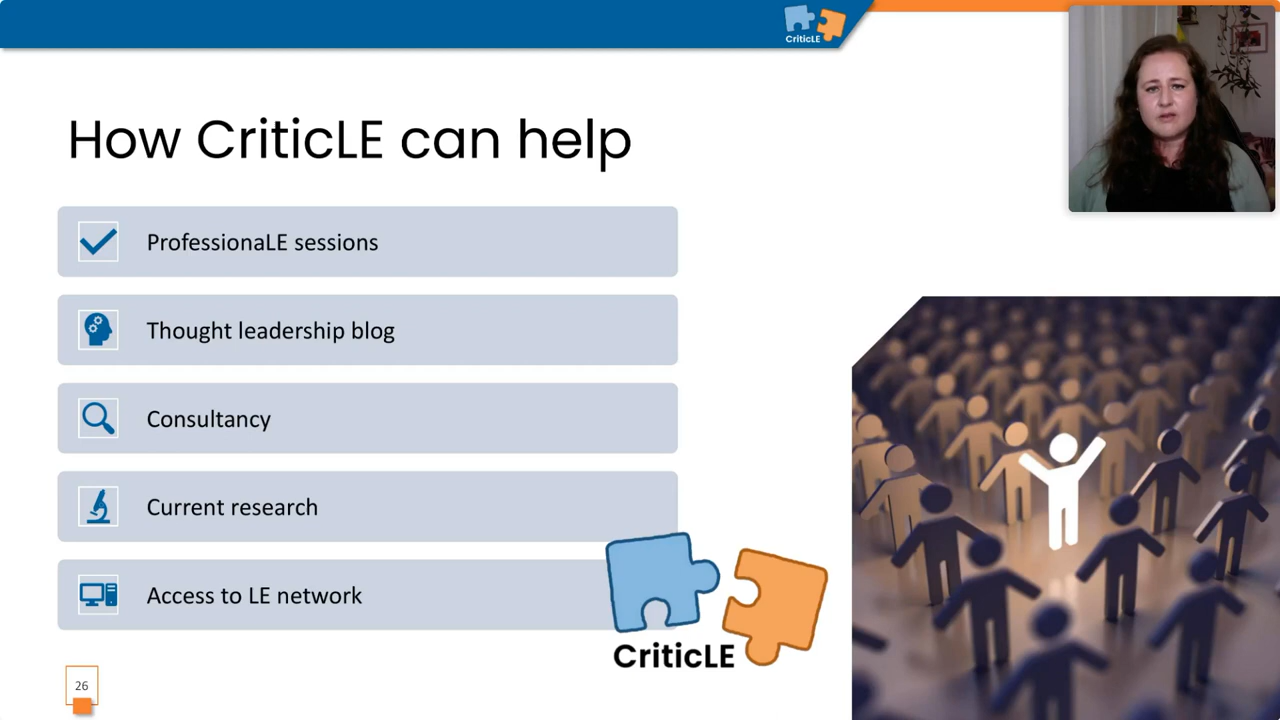 CriticLE
How CriticLE can help
ProfessionaLE sessions
Thought leadership blog
Consultancy
Current research
Access to LE network
CriticLE
26